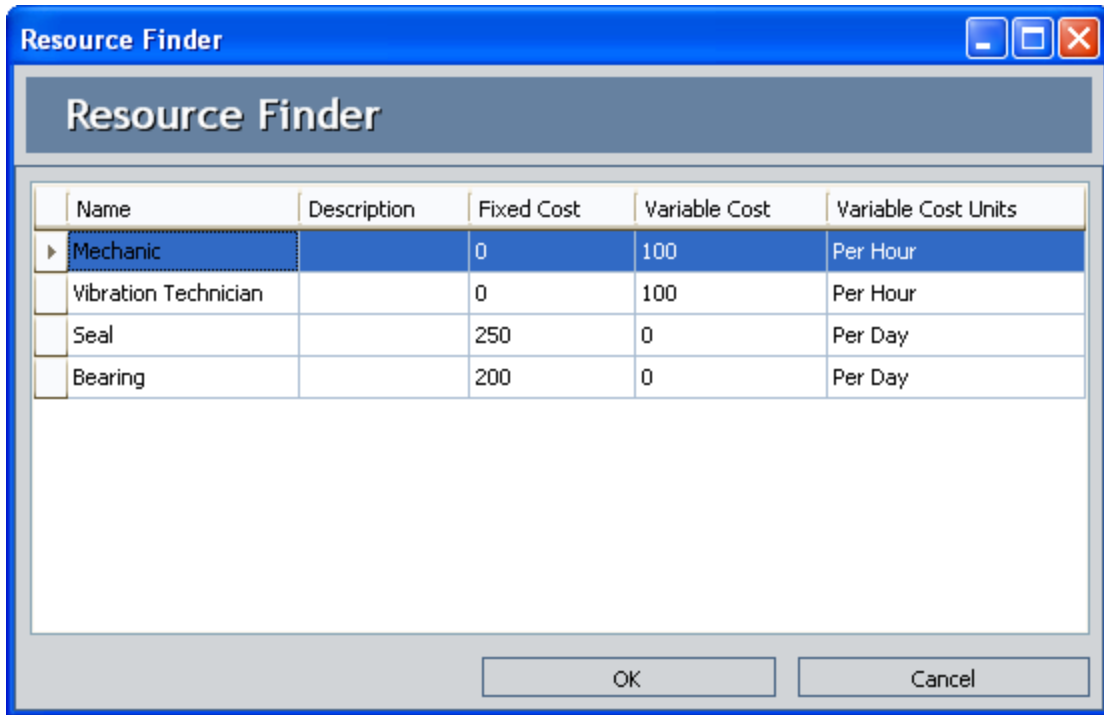 Resource Finder
Resource Finder
Name Description Fixed Cost Variable Cost Variable Cost Units
Mechanic 0 100 Per Hour
Vibration Technician 0 100 Per Hour
Seal 250 0 Per Day
Bearing 200 0 Per Day
OK Cancel